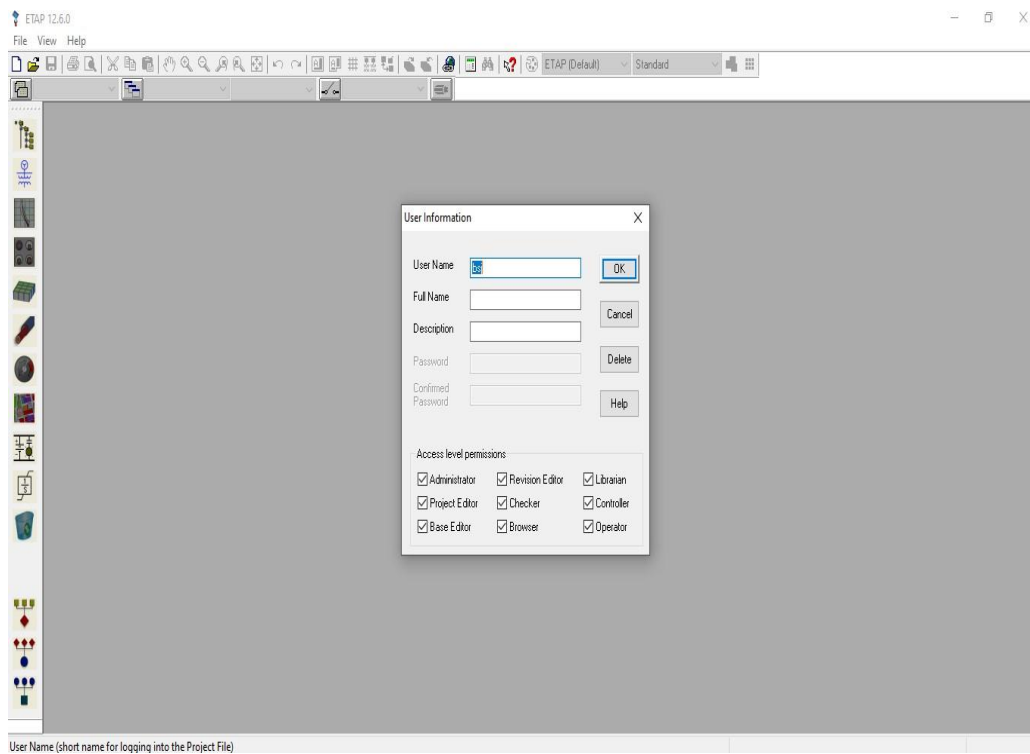 ETAP 12.6.0
File View Help
ETAP (Default) Standard
User Information
User Name bsi
OK
Full Name
Cancel
Description
Password
Delete
Confirmed
Password
Help
Access level permissions
Administrator Revision Editor Librarian
Project Editor Checker Controller
Base Editor Browser Operator
User Name (short name for logging into the Project File)